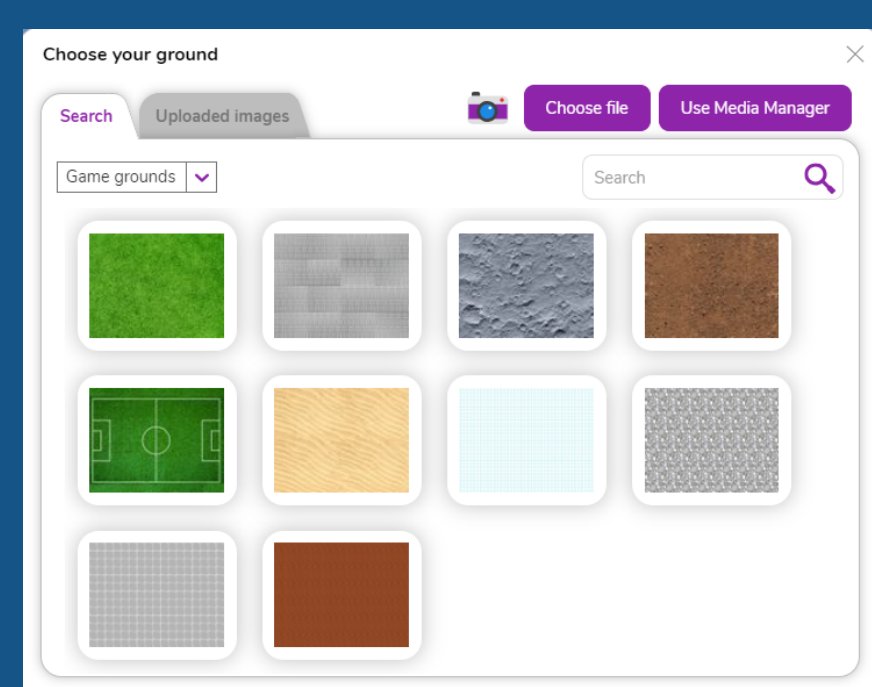 Choose your ground
Search
Uploaded images
Choose file
Use Media Manager
Game grounds
Search